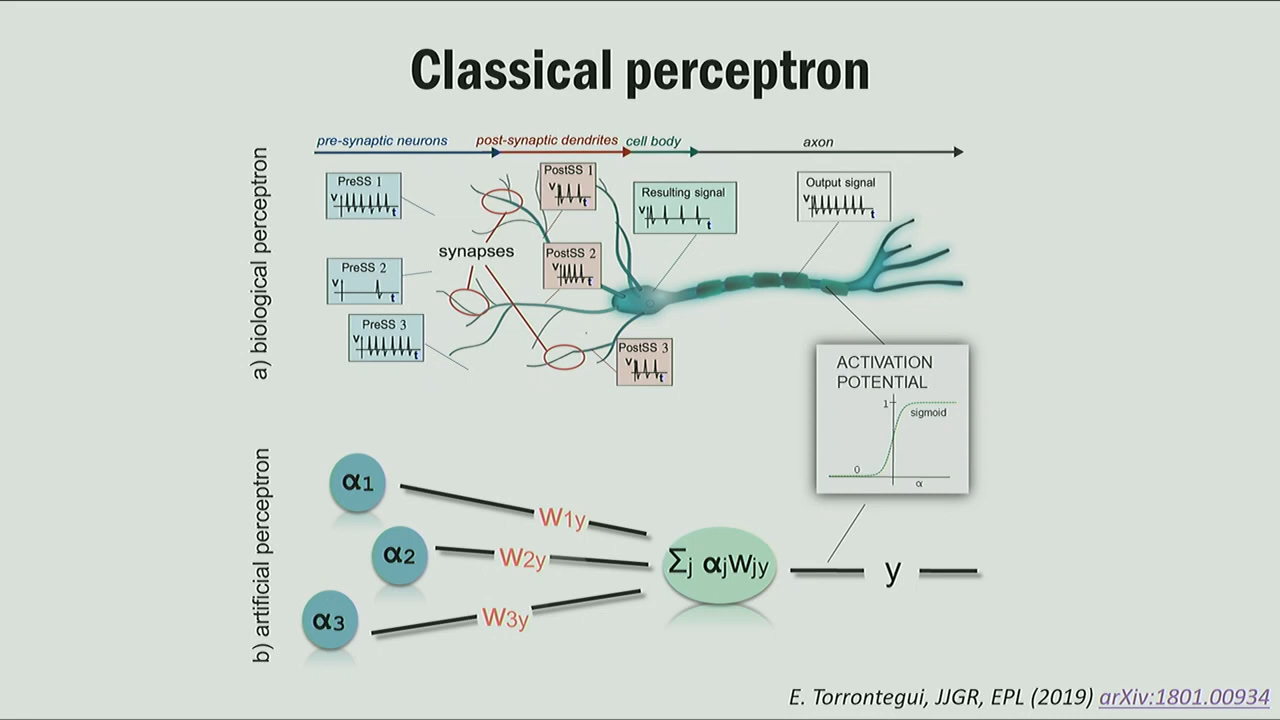 Classical perceptron
pre-synaptic neurons
post-synaptic dendrites
cell body
axon
a) biological perceptron
PreSS 1
V
t
PostSS 1
V
t
Resulting signal
V
t
Output signal
V
t
synapses
PreSS 2
V
t
PostSS 2
V
t
PreSS 3
V
t
PostSS 3
V
t
ACTIVATION
POTENTIAL
1
sigmoid
0
α
b) artificial perceptron
α1
W1y
α2
W2y
α3
W3y
Σj αjWjy
y
E. Torrontegui, JJGR, EPL (2019) arXiv:1801.00934